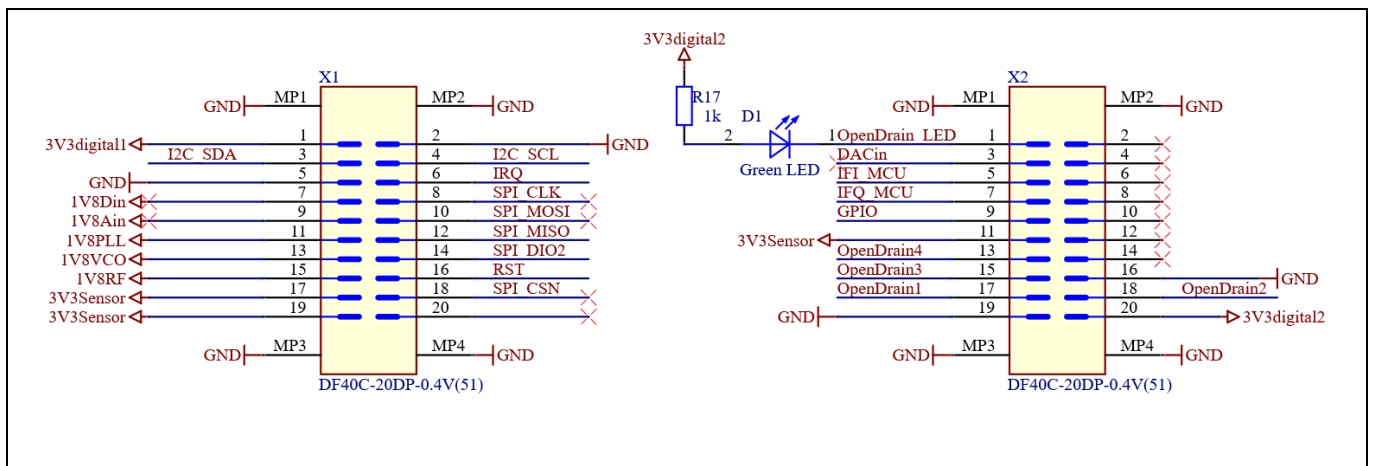 3V3digital2
X1
X2
GND MP1 MP2 GND
R17
1k
D1
GND MP1 MP2 GND
3V3digital1 1 2 GND
2 1 OpenDrain_LED 1 2
I2C_SDA 3 4 I2C_SCL
DACin 3 4
Green LED
GND 5 6 IRQ
IFI_MCU 5 6
1V8Din 7 8 SPI_CLK
IFQ_MCU 7 8
1V8Ain 9 10 SPI_MOSI
GPIO 9 10
1V8PLL 11 12 SPI_MISO
3V3Sensor 11 12
1V8VCO 13 14 SPI_DIO2
OpenDrain4 13 14
1V8RF 15 16 RST
OpenDrain3 15 16 GND
3V3Sensor 17 18 SPI_CSN
OpenDrain1 17 18 OpenDrain2
3V3Sensor 19 20
GND 19 20 3V3digital2
GND MP3 MP4 GND
GND MP3 MP4 GND
DF40C-20DP-0.4V(51)
DF40C-20DP-0.4V(51)